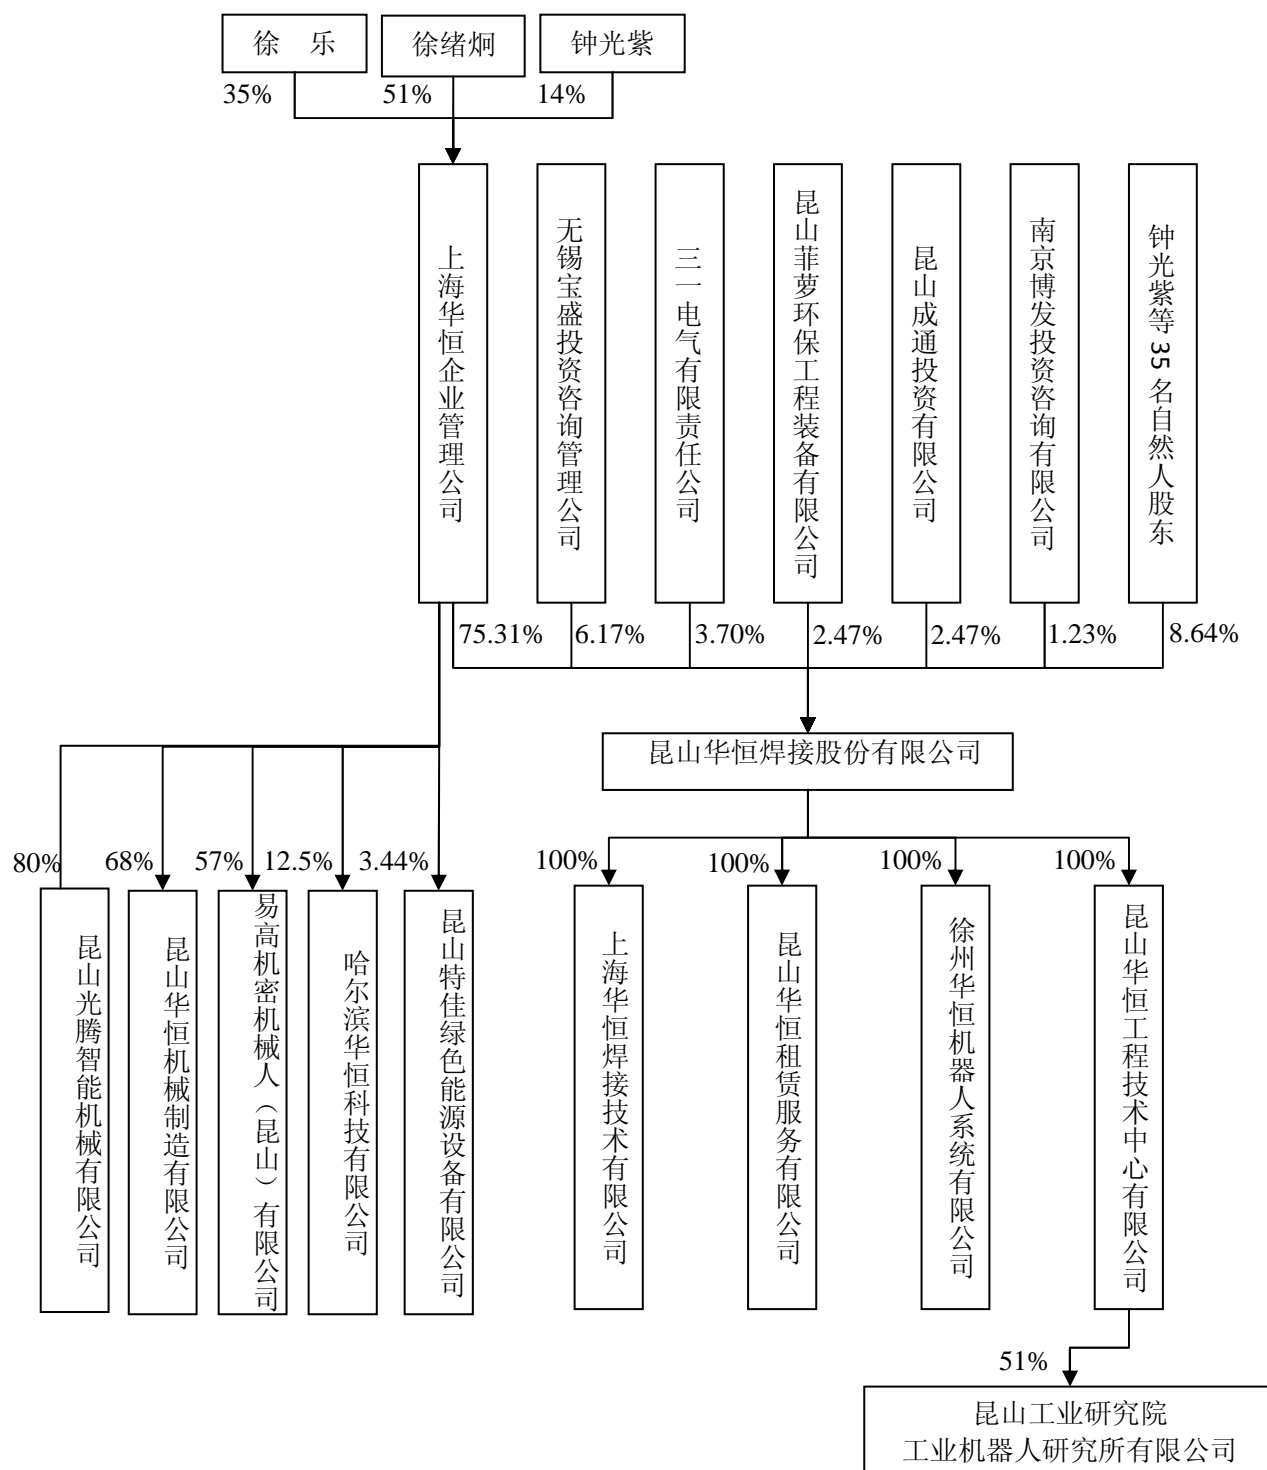 徐 乐
徐绪炯
钟光紫
35%
51%
14%
上海华恒企业管理公司
无锡宝盛投资咨询管理公司
三一电气有限责任公司
昆山菲萝环保工程装备有限公司
昆山成通投资有限公司
南京博发投资咨询有限公司
钟光紫等35名自然人股东
75.31%
6.17%
3.70%
2.47%
2.47%
1.23%
8.64%
昆山华恒焊接股份有限公司
80%
68%
57%
12.5%
3.44%
100%
100%
100%
100%
昆山光腾智能机械有限公司
昆山华恒机械制造有限公司
易高机密机械人（昆山）有限公司
哈尔滨华恒科技有限公司
昆山特佳绿色能源设备有限公司
上海华恒焊接技术有限公司
昆山华恒租赁服务有限公司
徐州华恒机器人系统有限公司
昆山华恒工程技术中心有限公司
51%
昆山工业研究院
工业机器人研究所有限公司